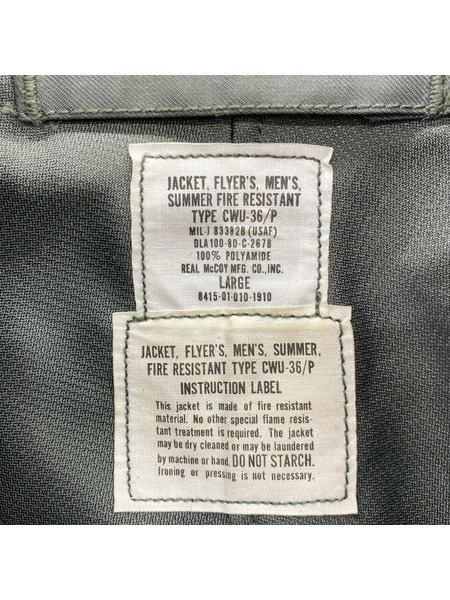 JACKET, FLYER'S, MEN'S,
SUMMER FIRE RESISTANT
TYPE CWU-36/P
MIL-J 83382B (USAF)
DLA100-80-C-2678
100% POLYAMIDE
REAL McCOY MFG. CO., INC.
LARGE
8415-01-010-1910
JACKET, FLYER'S, MEN'S, SUMMER,
FIRE RESISTANT TYPE CWU-36/P
INSTRUCTION LABEL
This jacket is made of fire resistant
material. No other special flame resis-
tant treatment is required. The jacket
may be dry cleaned or may be laundered
by machine or hand. DO NOT STARCH.
Ironing or pressing is not necessary.